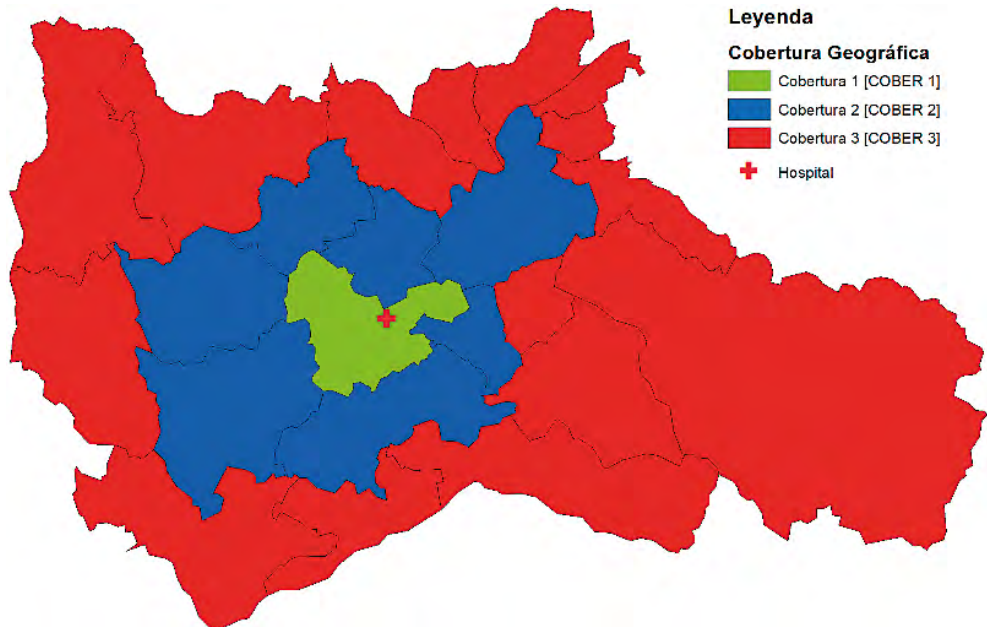 Leyenda
Cobertura Geográfica
Cobertura 1 [COBER 1]
Cobertura 2 [COBER 2]
Cobertura 3 [COBER 3]
Hospital